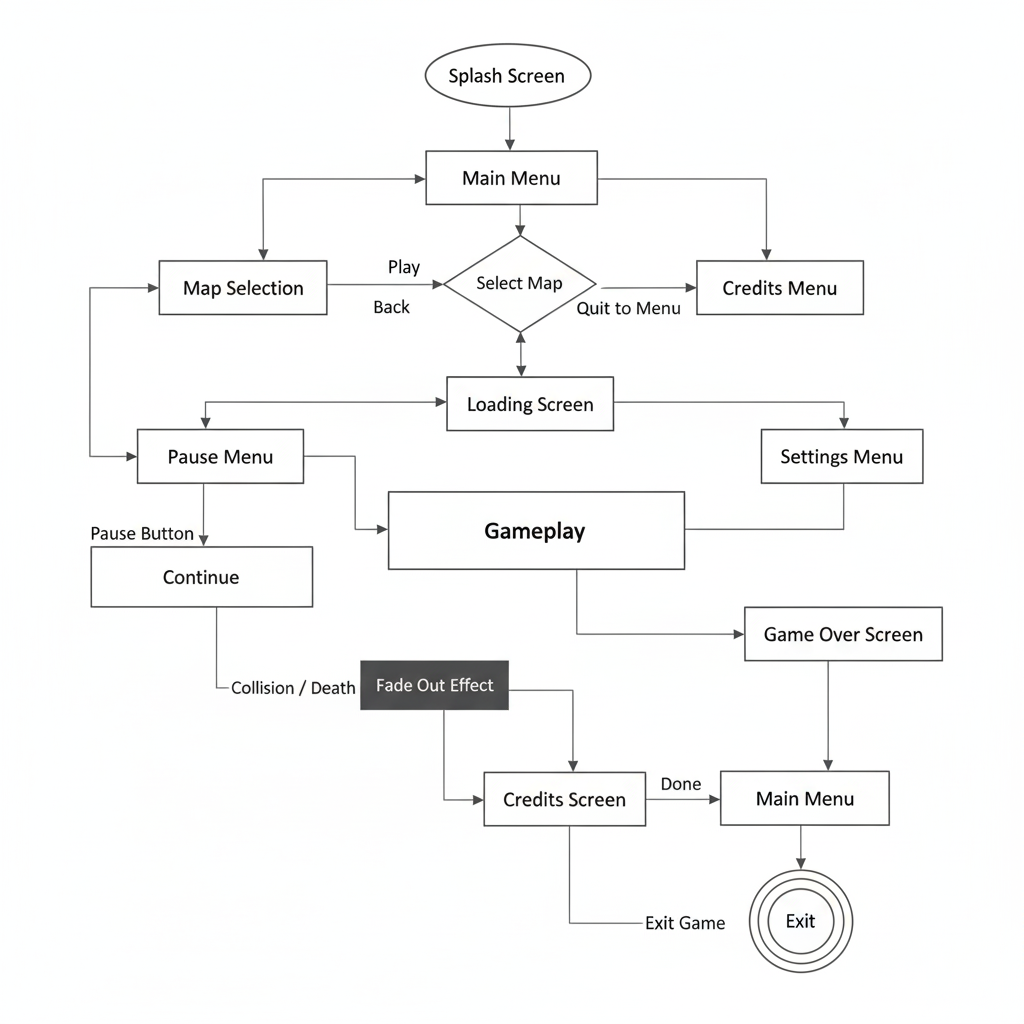 Splash Screen
Main Menu
Play
Map Selection
Select Map
Credits Menu
Back
Quit to Menu
Loading Screen
Pause Menu
Settings Menu
Gameplay
Pause Button
Continue
Game Over Screen
Collision / Death
Fade Out Effect
Done
Credits Screen
Main Menu
Exit Game
Exit